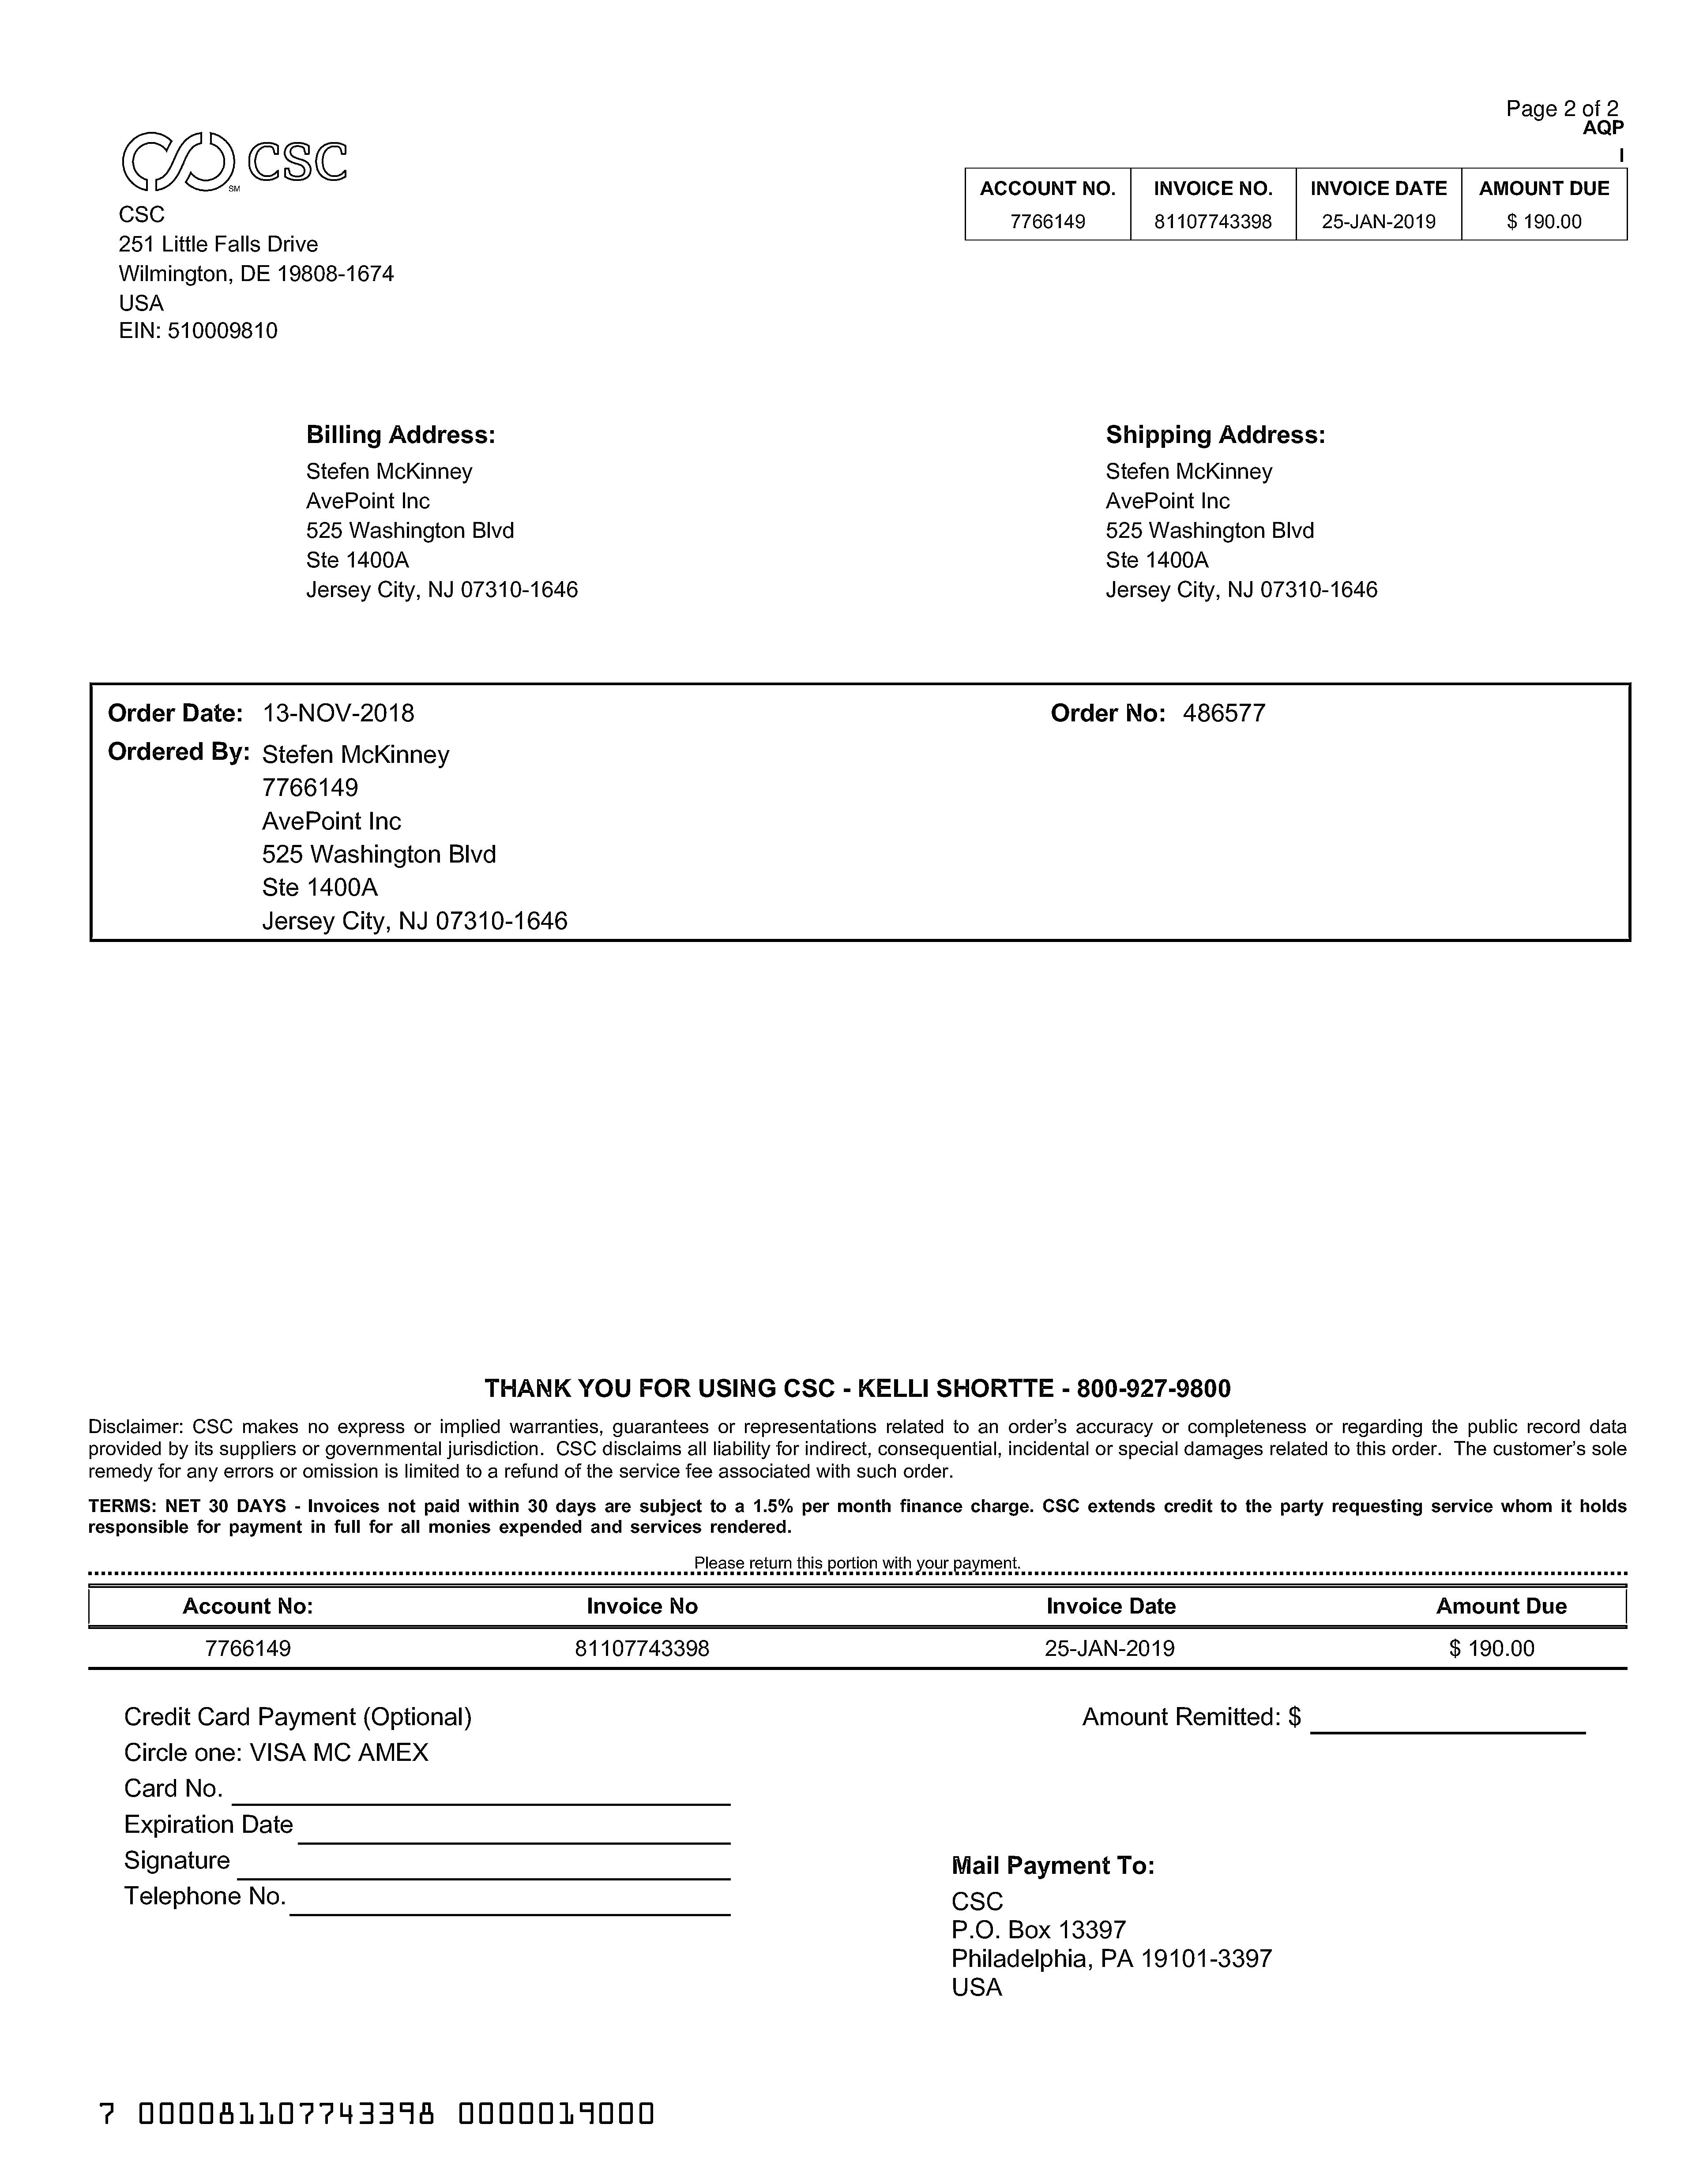 Page 2 of 2
AQP
I
CSC
SM
CSC
251 Little Falls Drive
Wilmington, DE 19808-1674
USA
EIN: 510009810
ACCOUNT NO. INVOICE NO. INVOICE DATE AMOUNT DUE
7766149 81107743398 25-JAN-2019 $ 190.00
Billing Address:
Stefen McKinney
AvePoint Inc
525 Washington Blvd
Ste 1400A
Jersey City, NJ 07310-1646
Shipping Address:
Stefen McKinney
AvePoint Inc
525 Washington Blvd
Ste 1400A
Jersey City, NJ 07310-1646
Order Date: 13-NOV-2018 Order No: 486577
Ordered By: Stefen McKinney
7766149
AvePoint Inc
525 Washington Blvd
Ste 1400A
Jersey City, NJ 07310-1646
THANK YOU FOR USING CSC - KELLI SHORTTE - 800-927-9800
Disclaimer: CSC makes no express or implied warranties, guarantees or representations related to an order's accuracy or completeness or regarding the public record data
provided by its suppliers or governmental jurisdiction. CSC disclaims all liability for indirect, consequential, incidental or special damages related to this order. The customer's sole
remedy for any errors or omission is limited to a refund of the service fee associated with such order.
TERMS: NET 30 DAYS - Invoices not paid within 30 days are subject to a 1.5% per month finance charge. CSC extends credit to the party requesting service whom it holds
responsible for payment in full for all monies expended and services rendered.
Please return this portion with your payment.
Account No: Invoice No Invoice Date Amount Due
7766149 81107743398 25-JAN-2019 $ 190.00
Credit Card Payment (Optional)
Circle one: VISA MC AMEX
Card No.
Expiration Date
Signature
Telephone No.
Amount Remitted: $
Mail Payment To:
CSC
P.O. Box 13397
Philadelphia, PA 19101-3397
USA
7 000081107743398 0000019000